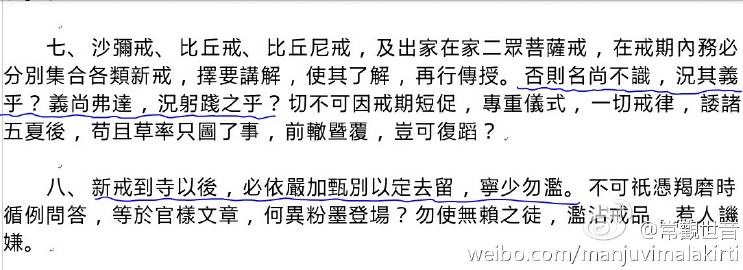 七、沙彌戒、比丘戒、比丘尼戒，及出家在家二眾菩薩戒，在戒期內務必
分別集合各類新戒，擇要講解，使其了解，再行傳授。否則名尚不識，況其義
乎？義尚弗達，況躬踐之乎？切不可因戒期短促，專重儀式，一切戒律，諉諸
五夏後，苟且草率只圖了事，前轍暨覆，豈可復蹈？
八、新戒到寺以後，必依嚴加甄別以定去留，寧少勿濫。不可祇憑羯磨時
循例問答，等於官樣文章，何異粉墨登場？勿使無賴之徒，濫沾戒品，惹人譏
嫌。
@常觀世音
weibo.com/manjuvimalakirti